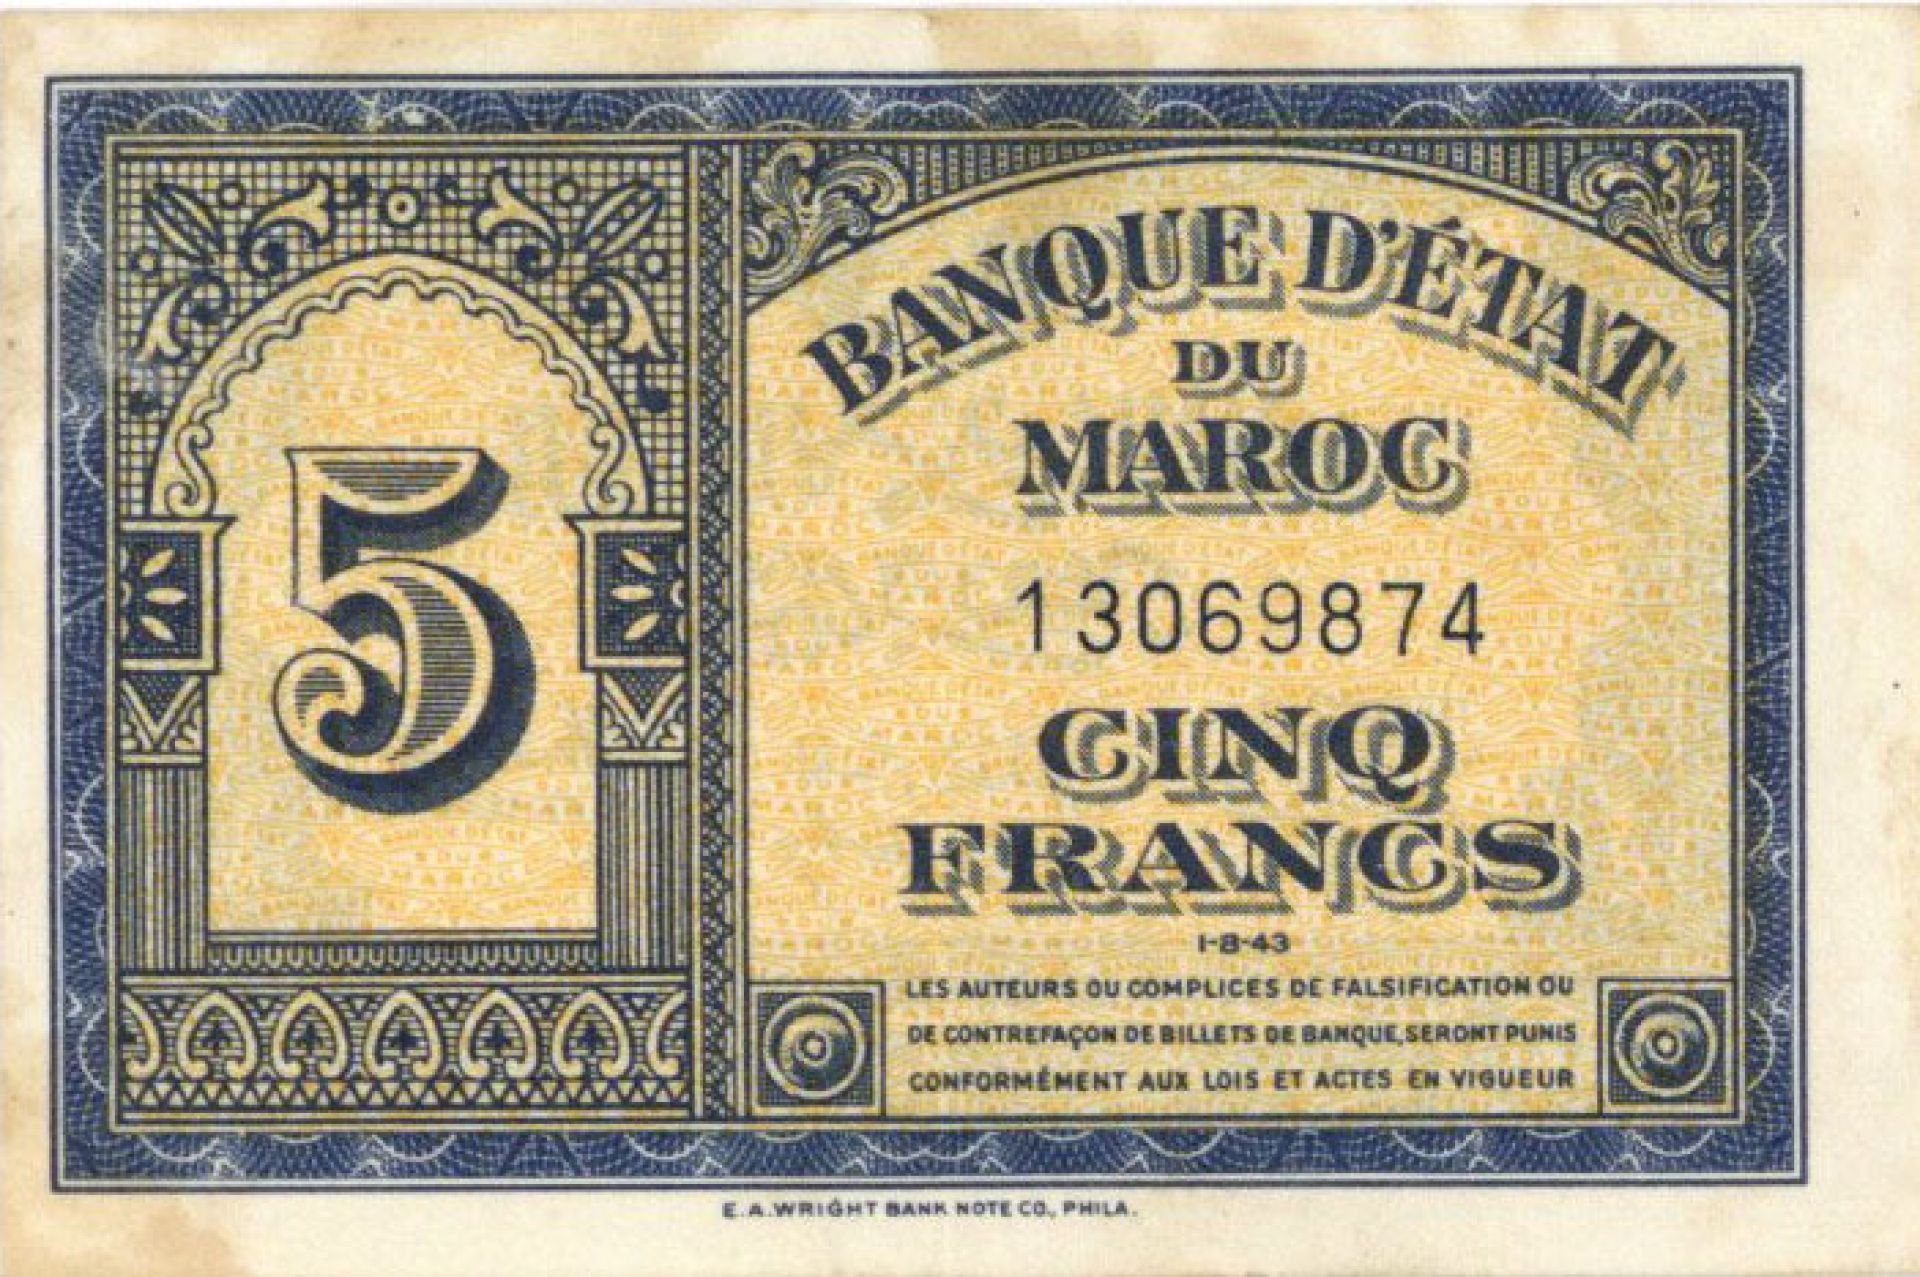 BANQUE D'ÉTAT
DU
MAROC
5
13069874
CINQ
FRANCS
1-8-43
LES AUTEURS OU COMPLICES DE FALSIFICATION OU
DE CONTREFAÇON DE BILLETS DE BANQUE, SERONT PUNIS
CONFORMÉMENT AUX LOIS ET ACTES EN VIGUEUR
E. A. WRIGHT BANK NOTE CO., PHILA.